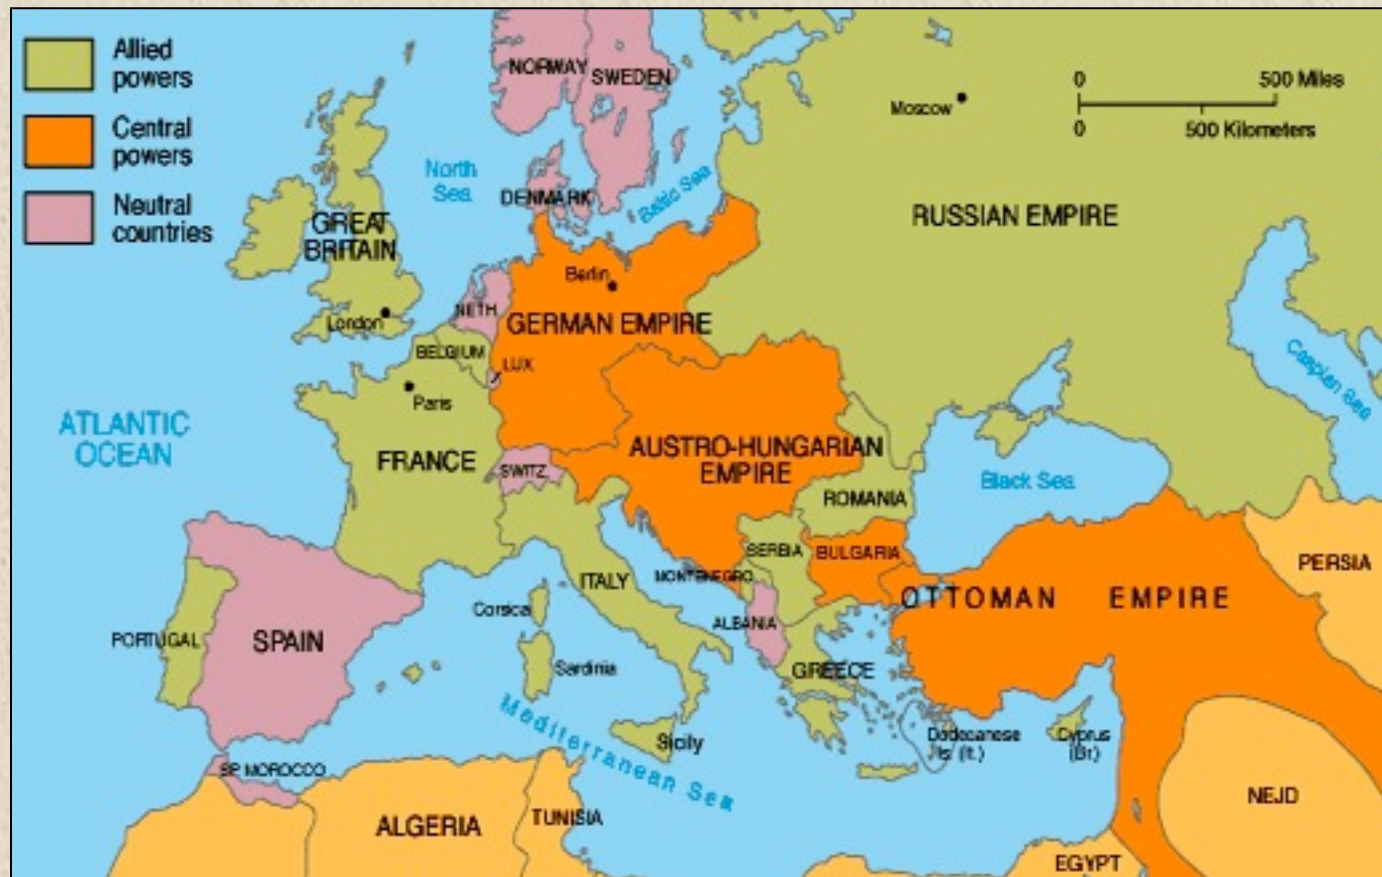 Allied
powers
Central
powers
Neutral
countries
0 500 Miles
0 500 Kilometers
NORWAY
SWEDEN
Moscow
North
Sea
DENMARK
Baltic Sea
RUSSIAN EMPIRE
GREAT
BRITAIN
London
NETH
Berlin
GERMAN EMPIRE
BELGIUM
LUX
Paris
Caspian Sea
ATLANTIC
OCEAN
FRANCE
SWITZ
AUSTRO-HUNGARIAN
EMPIRE
Black Sea
ROMANIA
SERBIA
BULGARIA
PERSIA
MONTENEGRO
ITALY
OTTOMAN EMPIRE
Corsica
ALBANIA
PORTUGAL
SPAIN
Sardinia
GREECE
Mediterranean Sea
Sicily
Dodecanese
Is. (It.)
Cyprus
(Br.)
SP. MOROCCO
ALGERIA
TUNISIA
NEJD
EGYPT